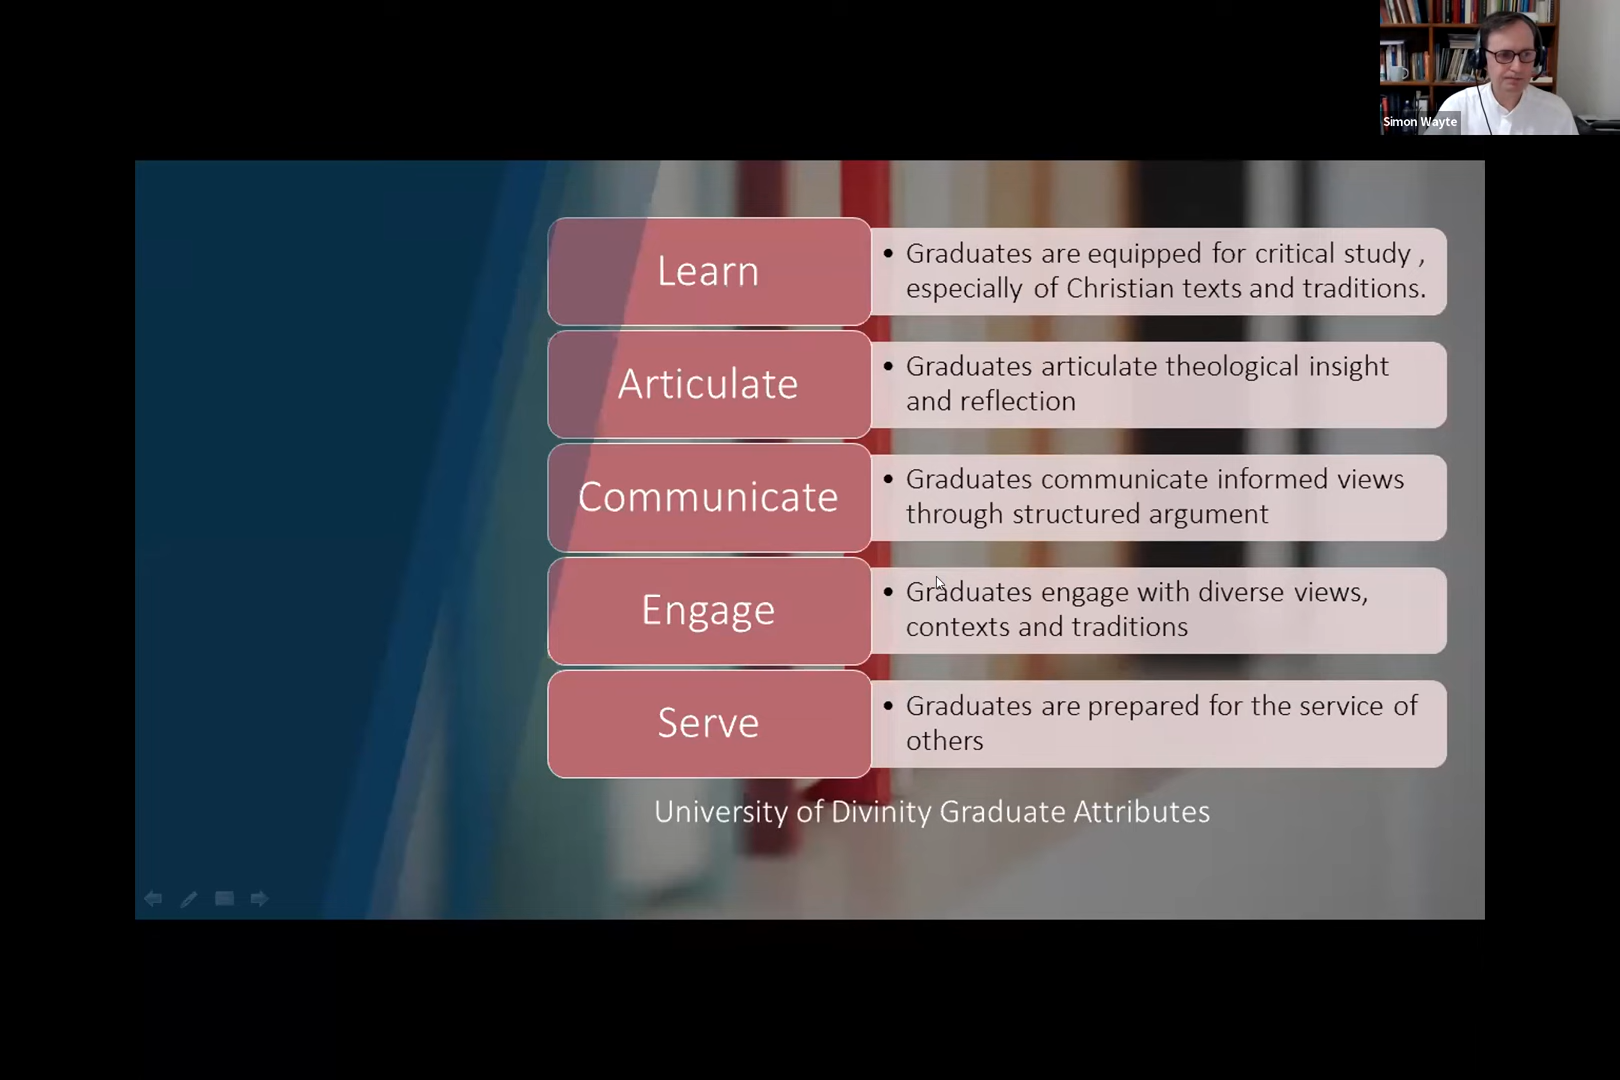 Simon Wayte
Learn
• Graduates are equipped for critical study ,
especially of Christian texts and traditions.
Articulate
• Graduates articulate theological insight
and reflection
Communicate
• Graduates communicate informed views
through structured argument
Engage
• Graduates engage with diverse views,
contexts and traditions
Serve
• Graduates are prepared for the service of
others
University of Divinity Graduate Attributes